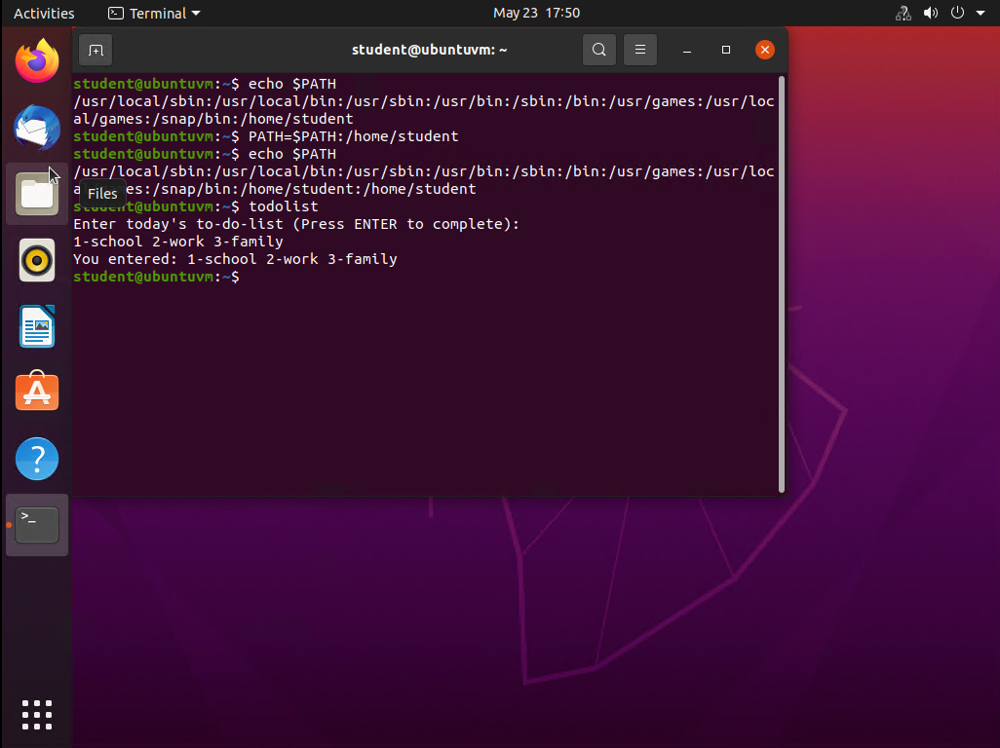 Activities Terminal May 23 17:50
student@ubuntuvm: ~
student@ubuntuvm:~$ echo $PATH
/usr/local/sbin:/usr/local/bin:/usr/sbin:/usr/bin:/sbin:/bin:/usr/games:/usr/loc
al/games:/snap/bin:/home/student
student@ubuntuvm:~$ PATH=$PATH:/home/student
student@ubuntuvm:~$ echo $PATH
/usr/local/sbin:/usr/local/bin:/usr/sbin:/usr/bin:/sbin:/bin:/usr/games:/usr/loc
a es:/snap/bin:/home/student:/home/student
Files
student@ubuntuvm:~$ todolist
Enter today's to-do-list (Press ENTER to complete):
1-school 2-work 3-family
You entered: 1-school 2-work 3-family
student@ubuntuvm:~$